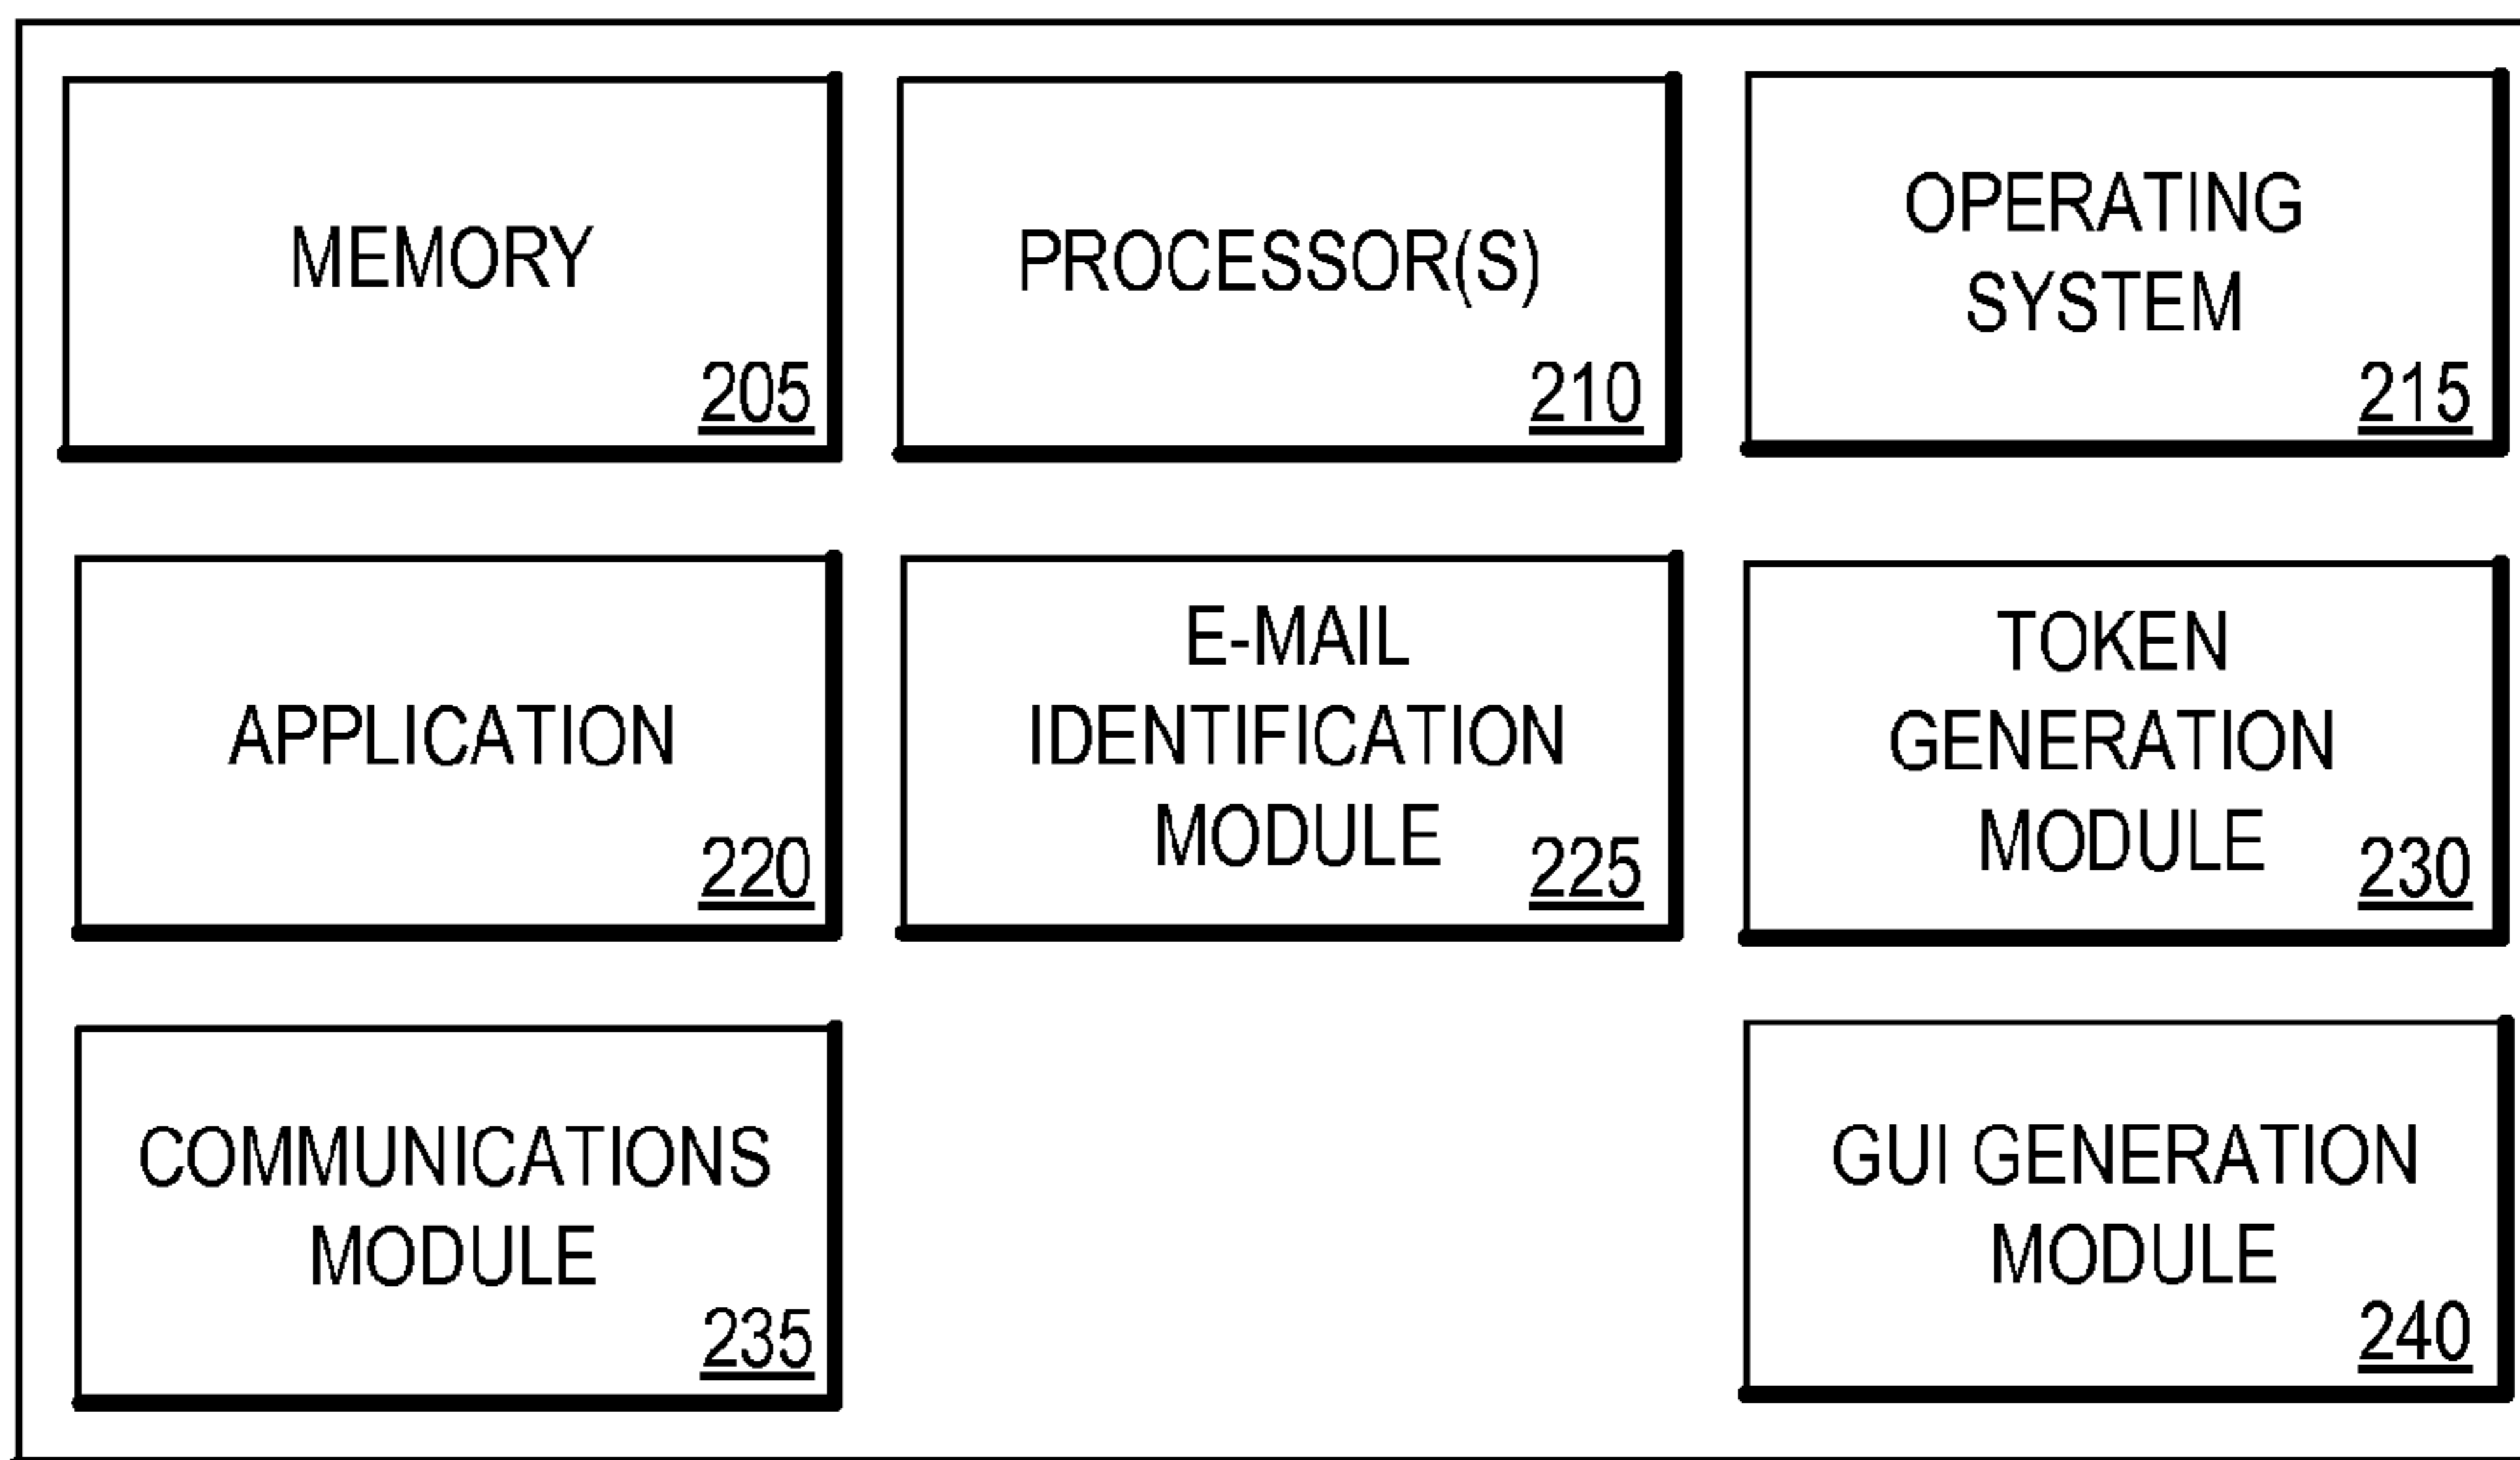 MEMORY
205
PROCESSOR(S)
210
OPERATING
SYSTEM
215
APPLICATION
220
E-MAIL
IDENTIFICATION
MODULE
225
TOKEN
GENERATION
MODULE
230
COMMUNICATIONS
MODULE
235
GUI GENERATION
MODULE
240